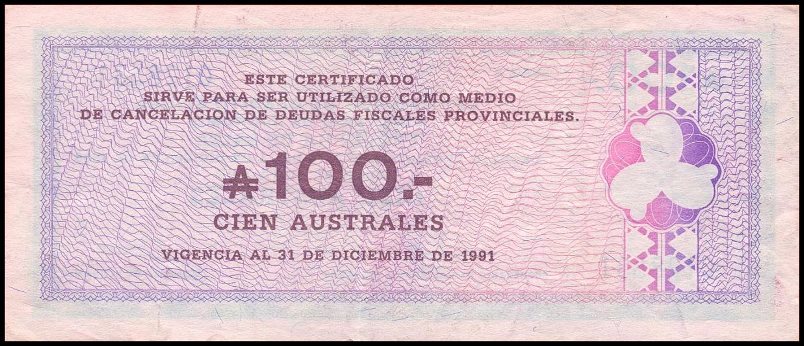 ESTE CERTIFICADO
SIRVE PARA SER UTILIZADO COMO MEDIO
DE CANCELACION DE DEUDAS FISCALES PROVINCIALES.
₳100.-
CIEN AUSTRALES
VIGENCIA AL 31 DE DICIEMBRE DE 1991